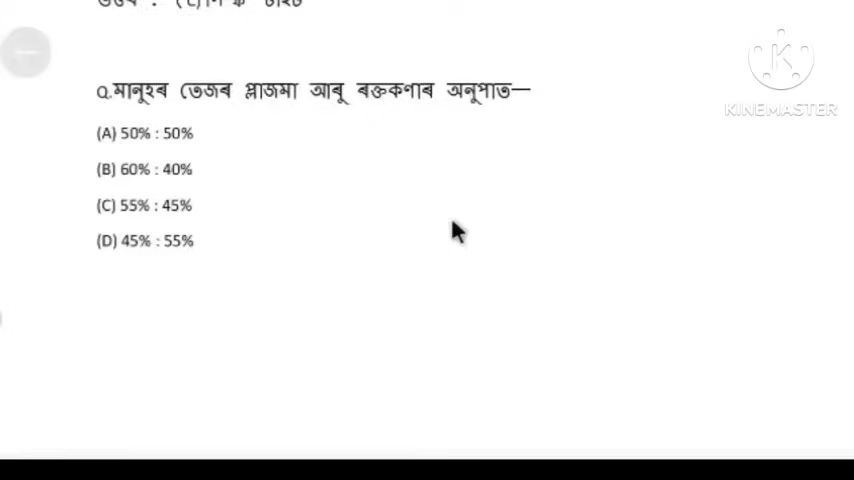 Q.মানুহৰ তেজৰ প্লাজমা আৰু ৰক্তকণাৰ অনুপাত—
(A) 50% : 50%
(B) 60% : 40%
(C) 55% : 45%
(D) 45% : 55%
KINEMASTER